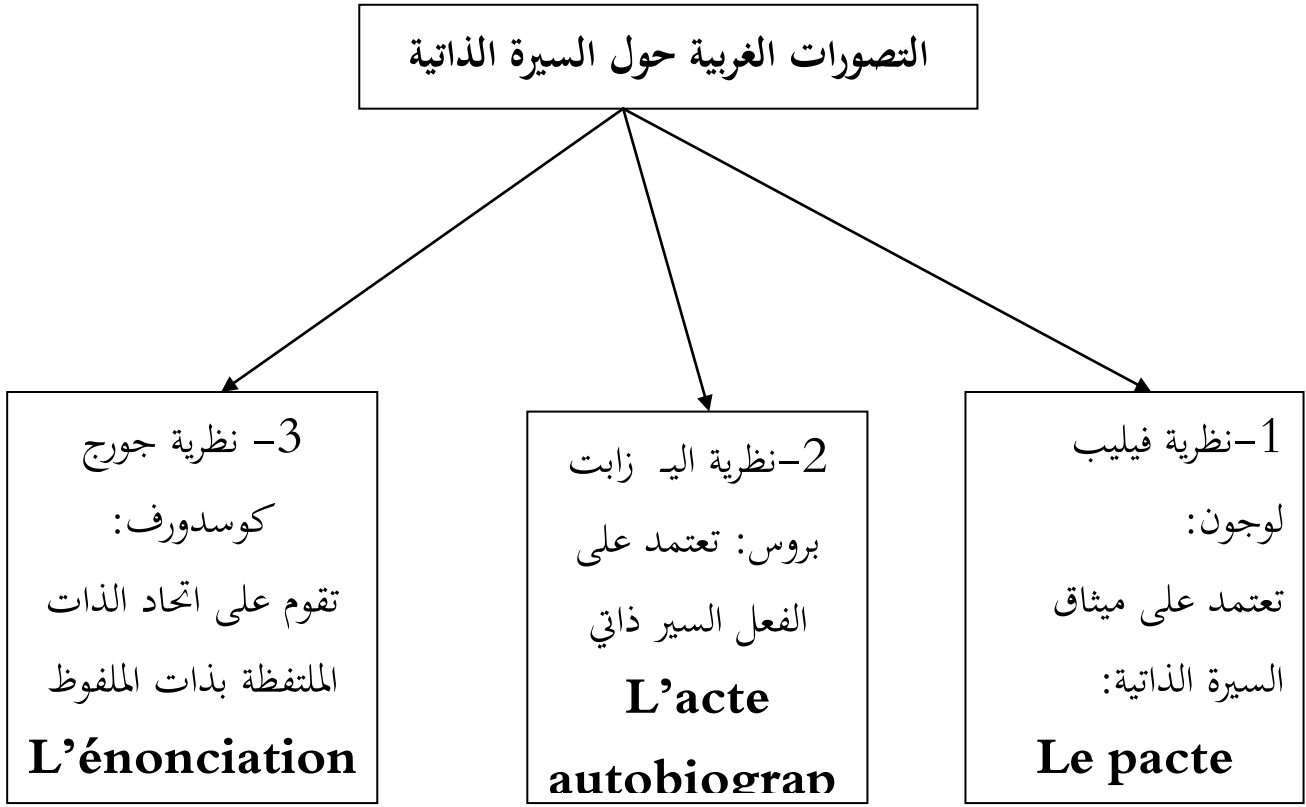 التصورات الغربية حول السيرة الذاتية
1-نظرية فيليب
لوجون:
تعتمد على ميثاق
السيرة الذاتية:
Le pacte
2-نظرية اليـ زابت
بروس: تعتمد على
الفعل السير ذاتي
L’acte
autobiograp
3- نظرية جورج
كوسدورف:
تقوم على اتحاد الذات
الملتفظة بذات الملفوظ
L’énonciation